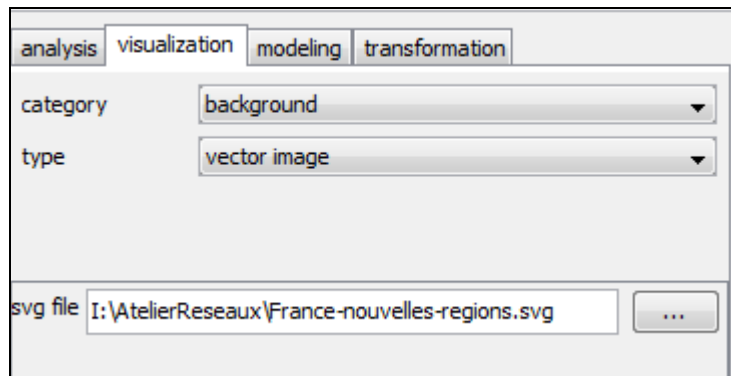 analysis visualization modeling transformation
category background
type vector image
svg file I:\AtelierReseaux\France-nouvelles-regions.svg ...